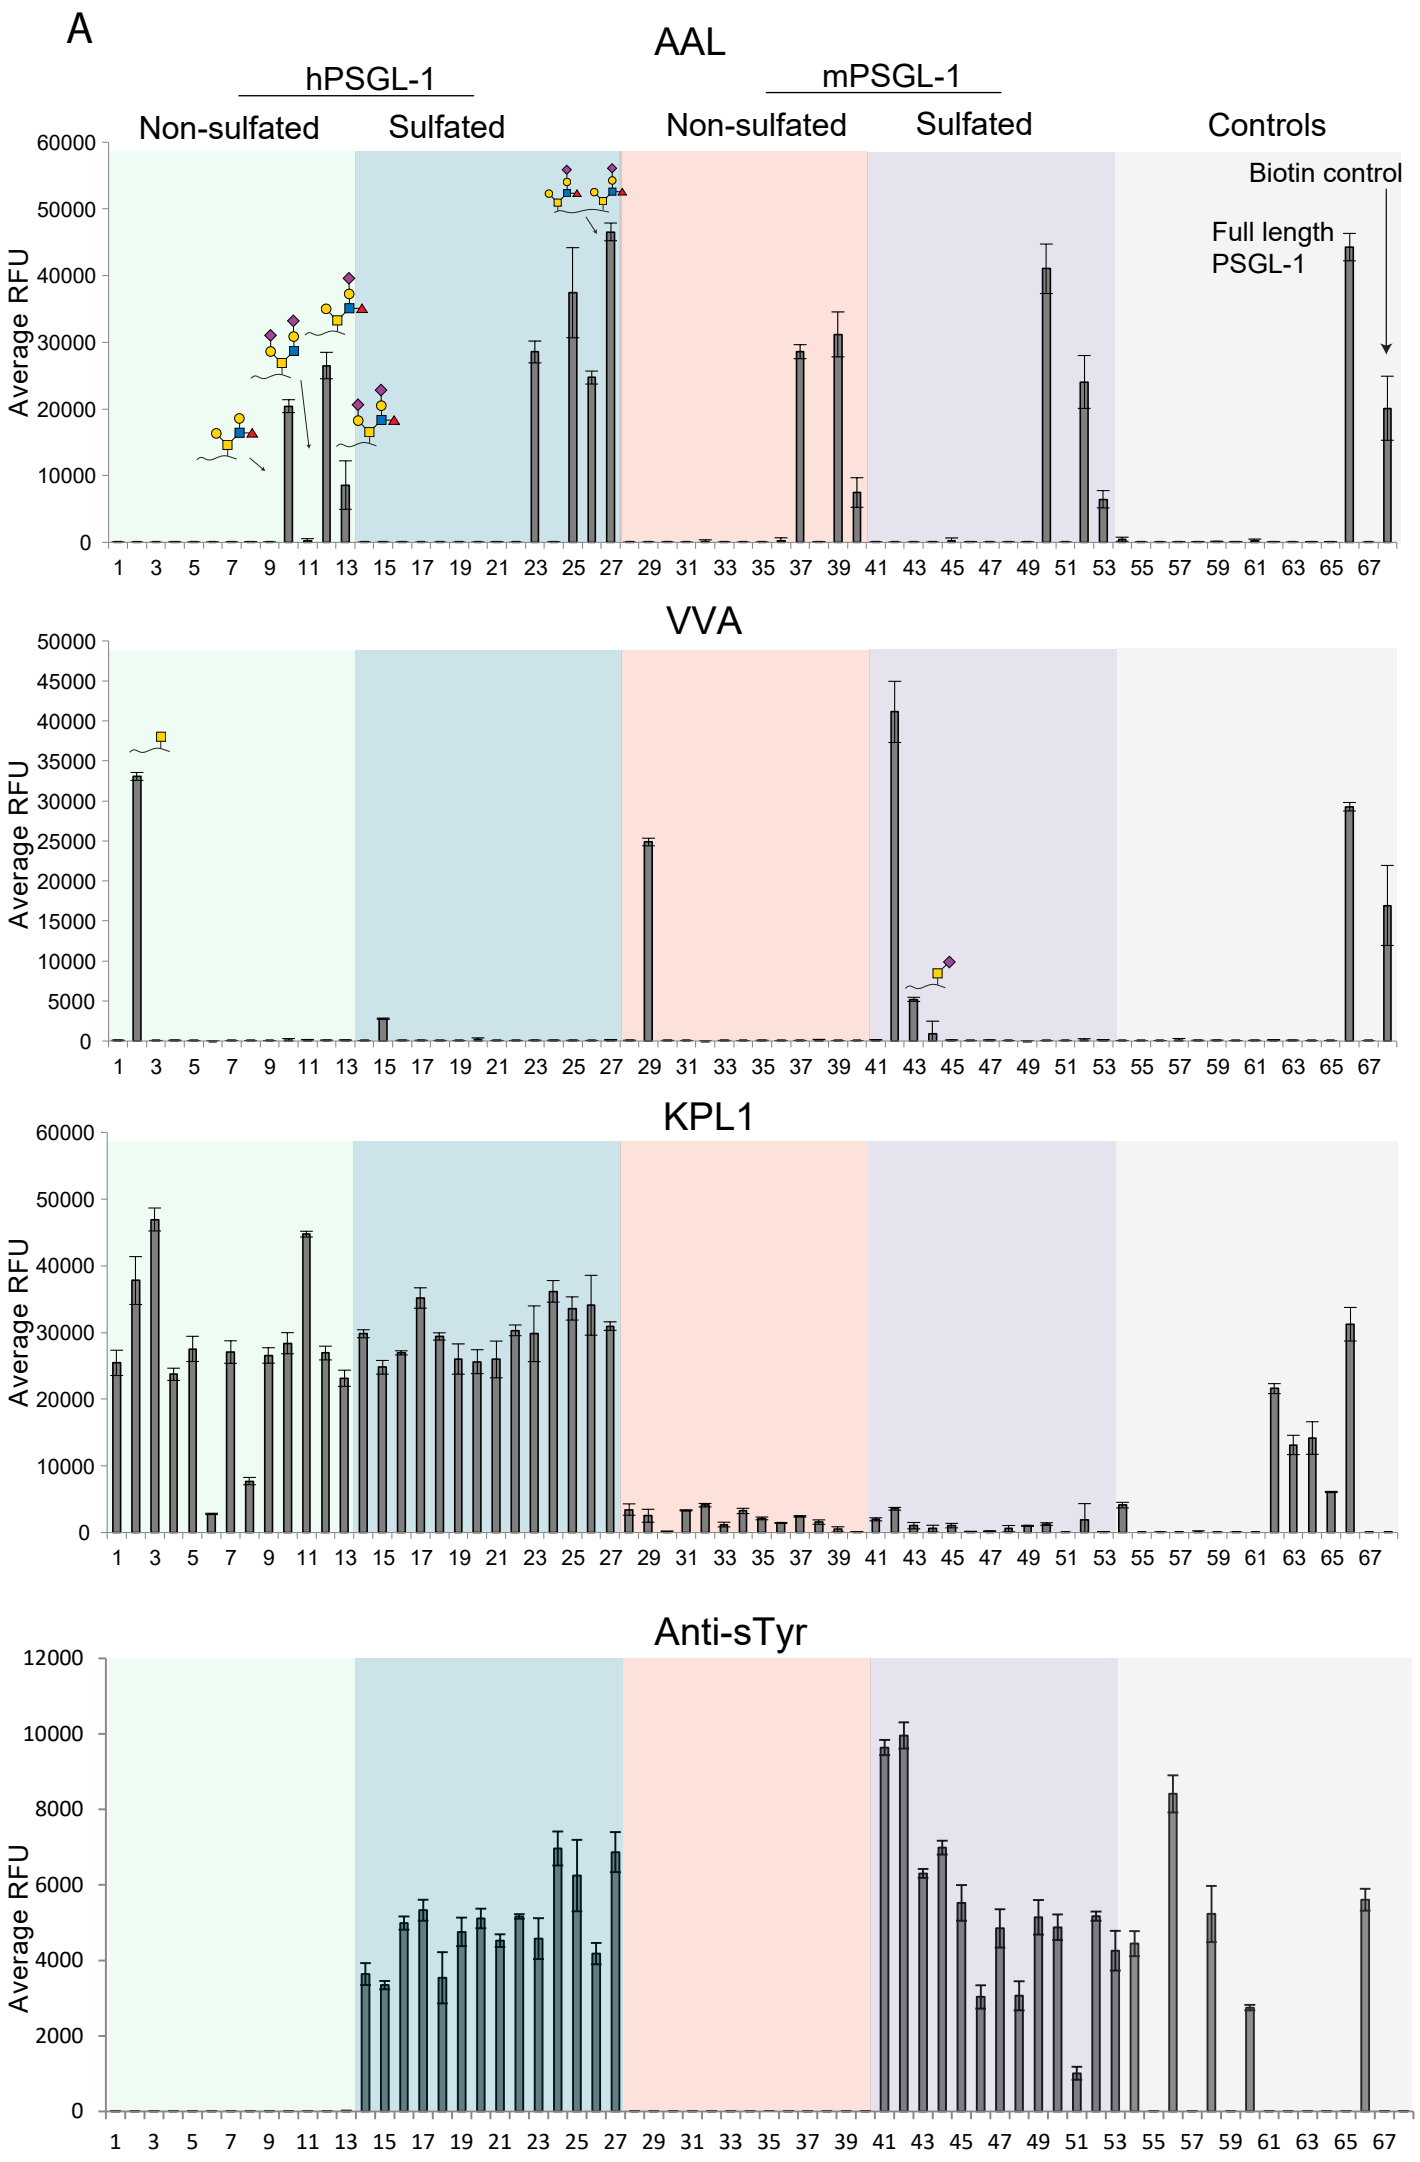 A
AAL
hPSGL-1
mPSGL-1
Non-sulfated
Sulfated
Non-sulfated
Sulfated
Controls
Biotin control
Full length
PSGL-1
Average RFU
60000
50000
40000
30000
20000
10000
0
1 3 5 7 9 11 13 15 17 19 21 23 25 27 29 31 33 35 37 39 41 43 45 47 49 51 53 55 57 59 61 63 65 67
VVA
Average RFU
50000
45000
40000
35000
30000
25000
20000
15000
10000
5000
0
1 3 5 7 9 11 13 15 17 19 21 23 25 27 29 31 33 35 37 39 41 43 45 47 49 51 53 55 57 59 61 63 65 67
KPL1
Average RFU
60000
50000
40000
30000
20000
10000
0
1 3 5 7 9 11 13 15 17 19 21 23 25 27 29 31 33 35 37 39 41 43 45 47 49 51 53 55 57 59 61 63 65 67
Anti-sTyr
Average RFU
12000
10000
8000
6000
4000
2000
0
1 3 5 7 9 11 13 15 17 19 21 23 25 27 29 31 33 35 37 39 41 43 45 47 49 51 53 55 57 59 61 63 65 67